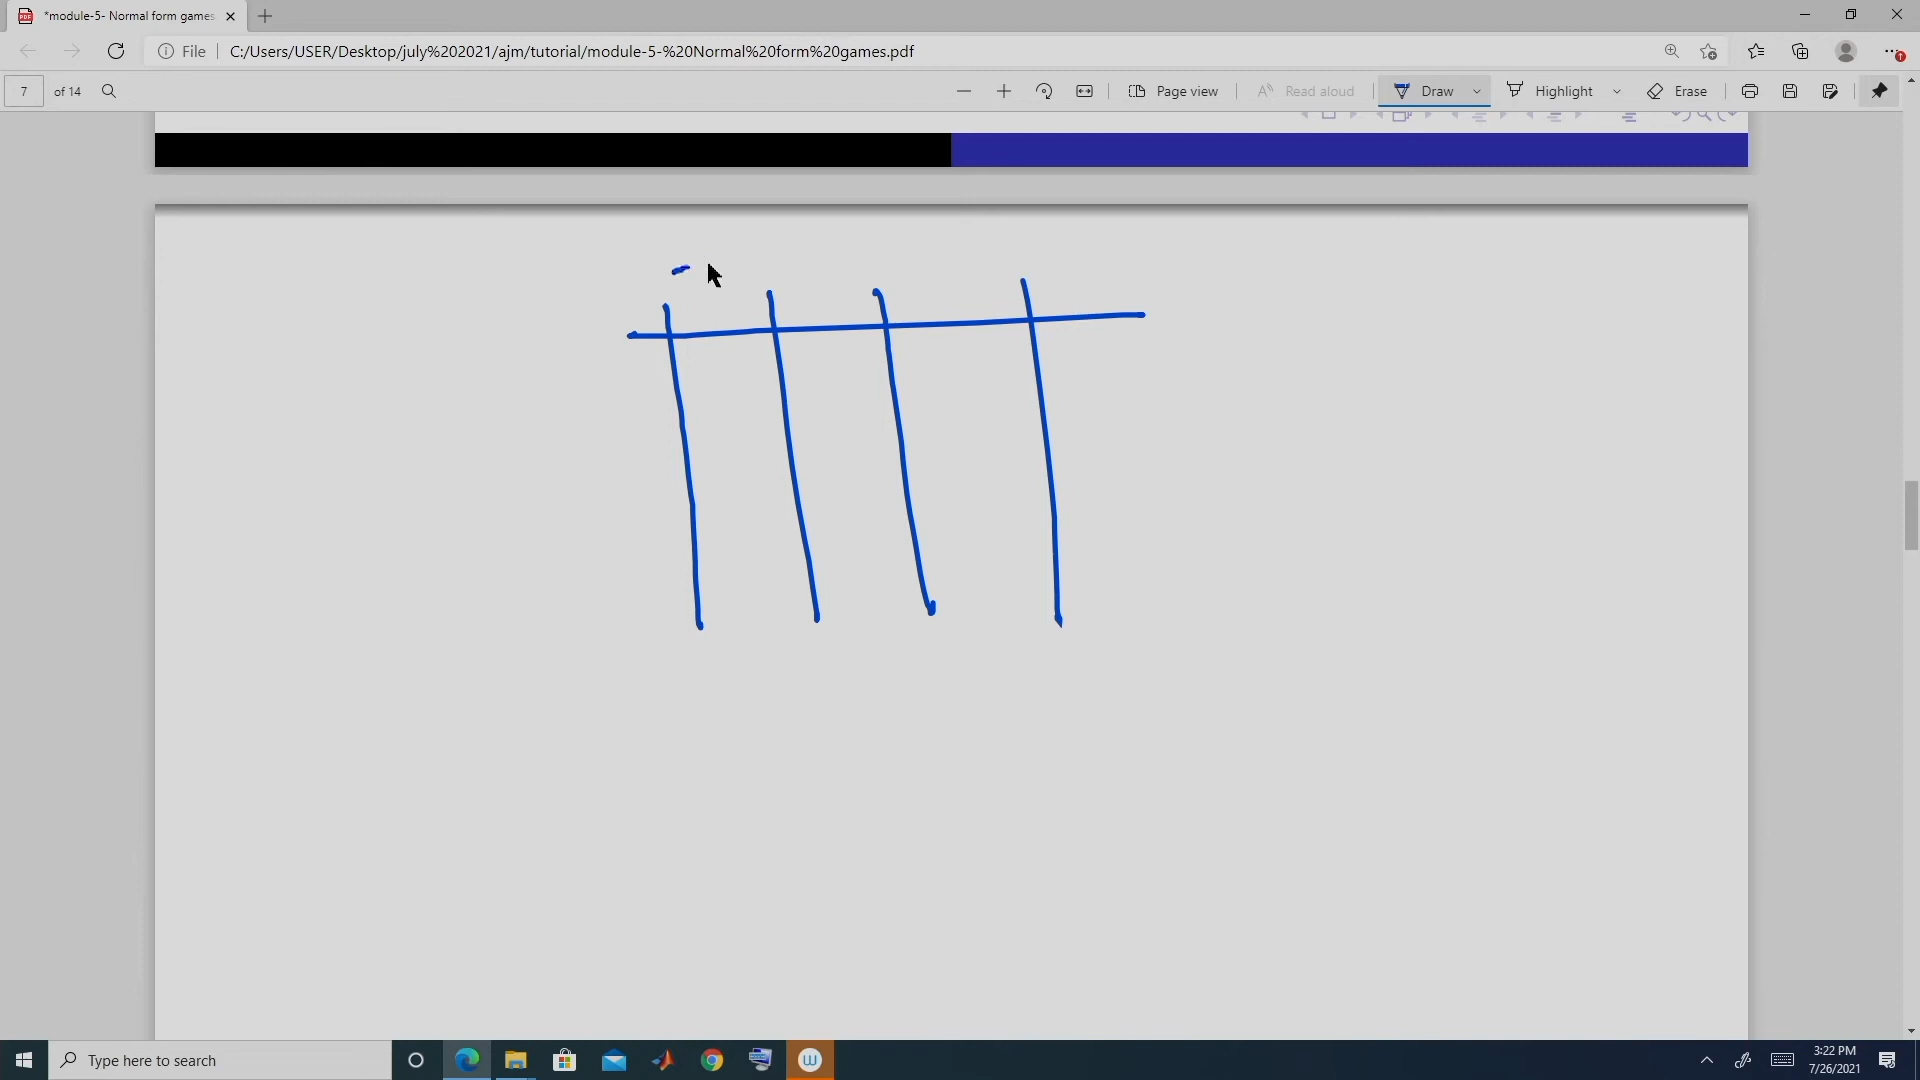 *module-5- Normal form games
File C:/Users/USER/Desktop/july%202021/ajm/tutorial/module-5-%20Normal%20form%20games.pdf
7 of 14 Page view Read aloud Draw Highlight Erase
Type here to search
3:22 PM
7/26/2021